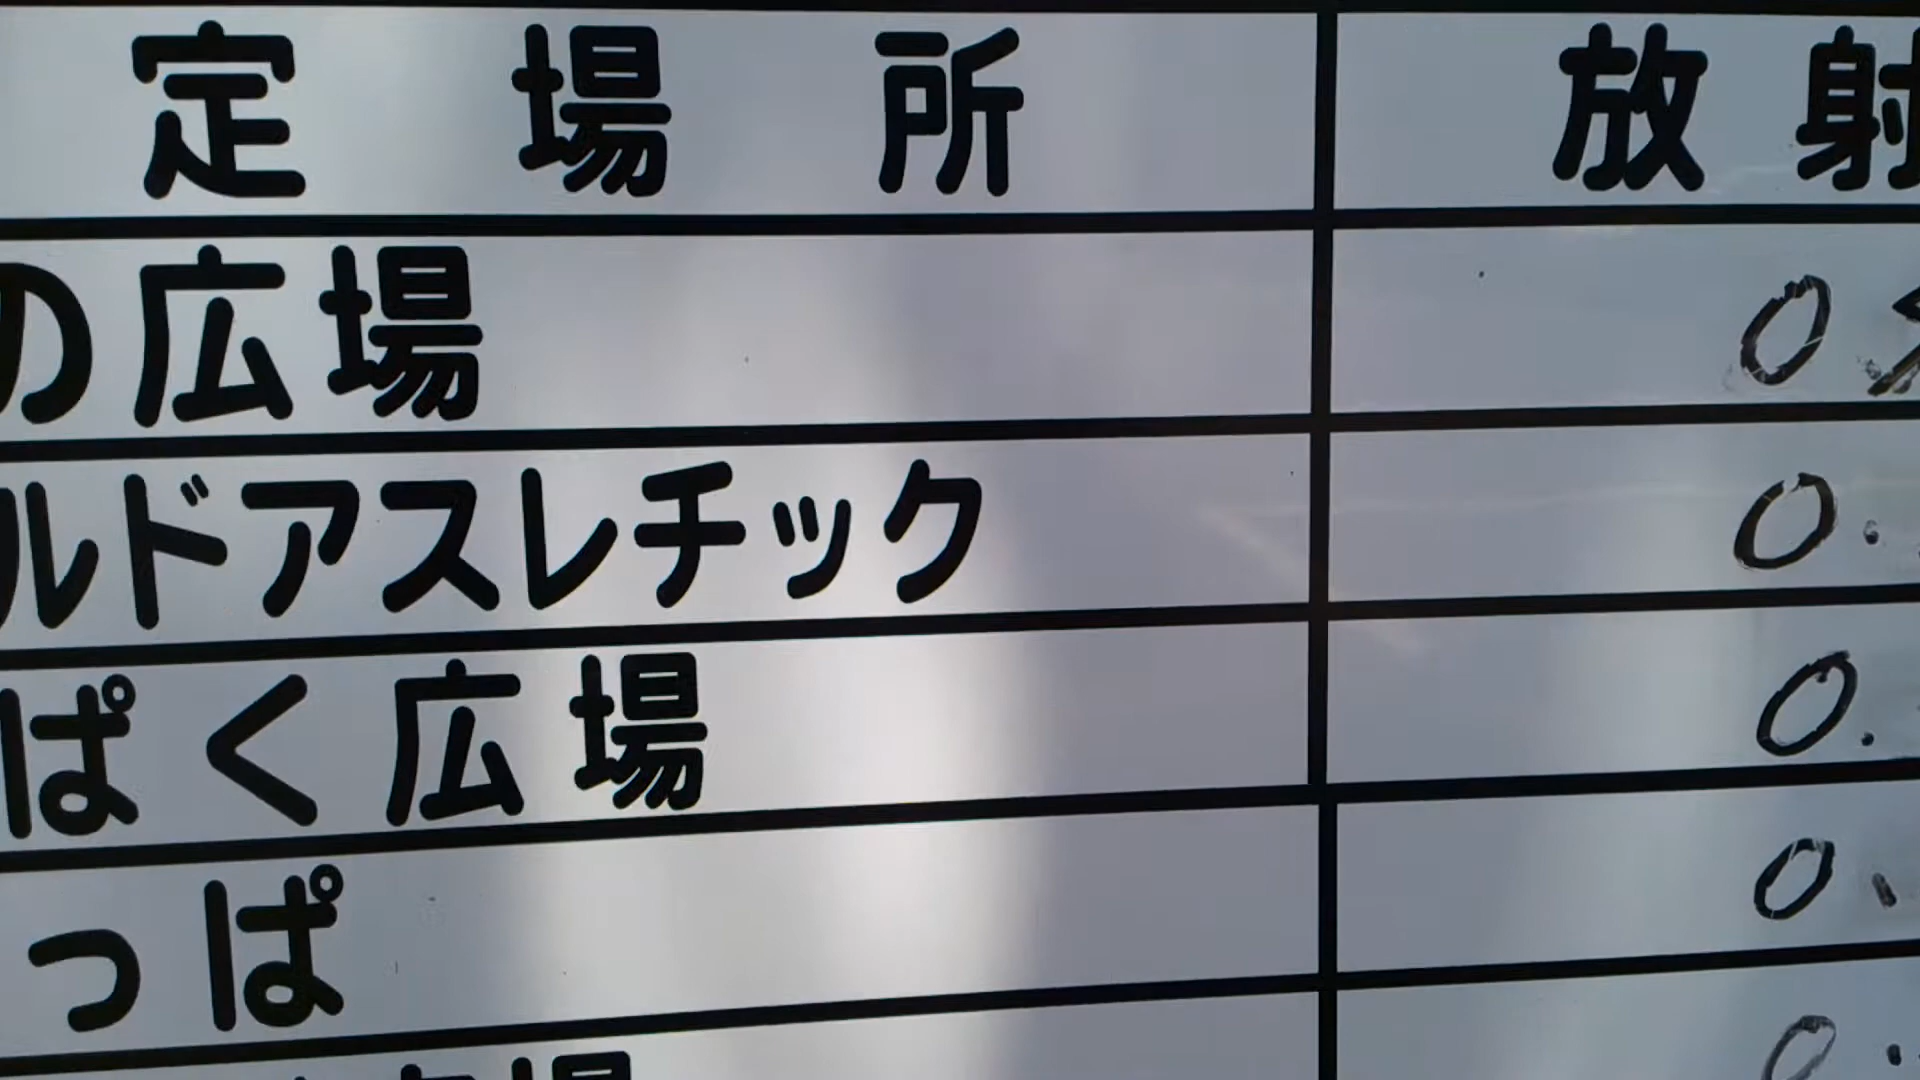 定場所 放射
の広場 0
ルドアスレチック 0.
ぱく広場 0.
っぱ 0.
0.